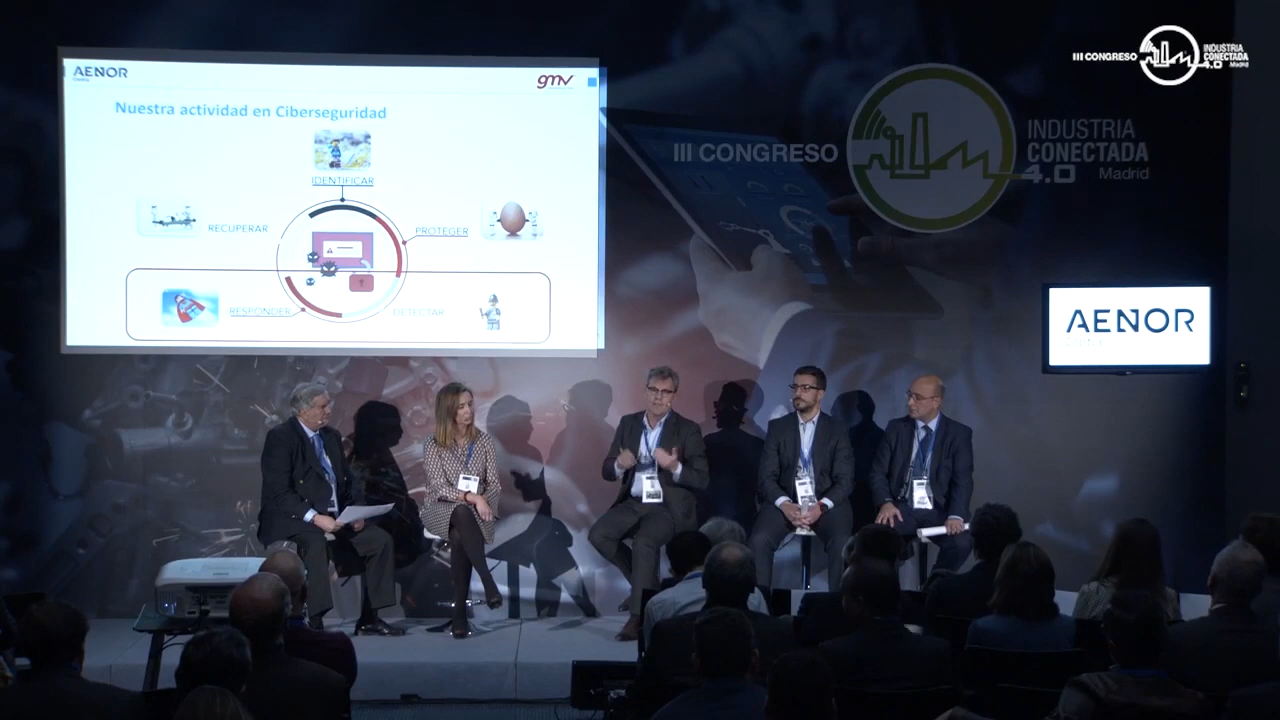 AENOR
gmv
Nuestra actividad en Ciberseguridad
IDENTIFICAR
RECUPERAR
PROTEGER
RESPONDER
DETECTAR
III CONGRESO
INDUSTRIA
CONECTADA
4.0 Madrid
III CONGRESO
INDUSTRIA
CONECTADA
4.0 Madrid
AENOR